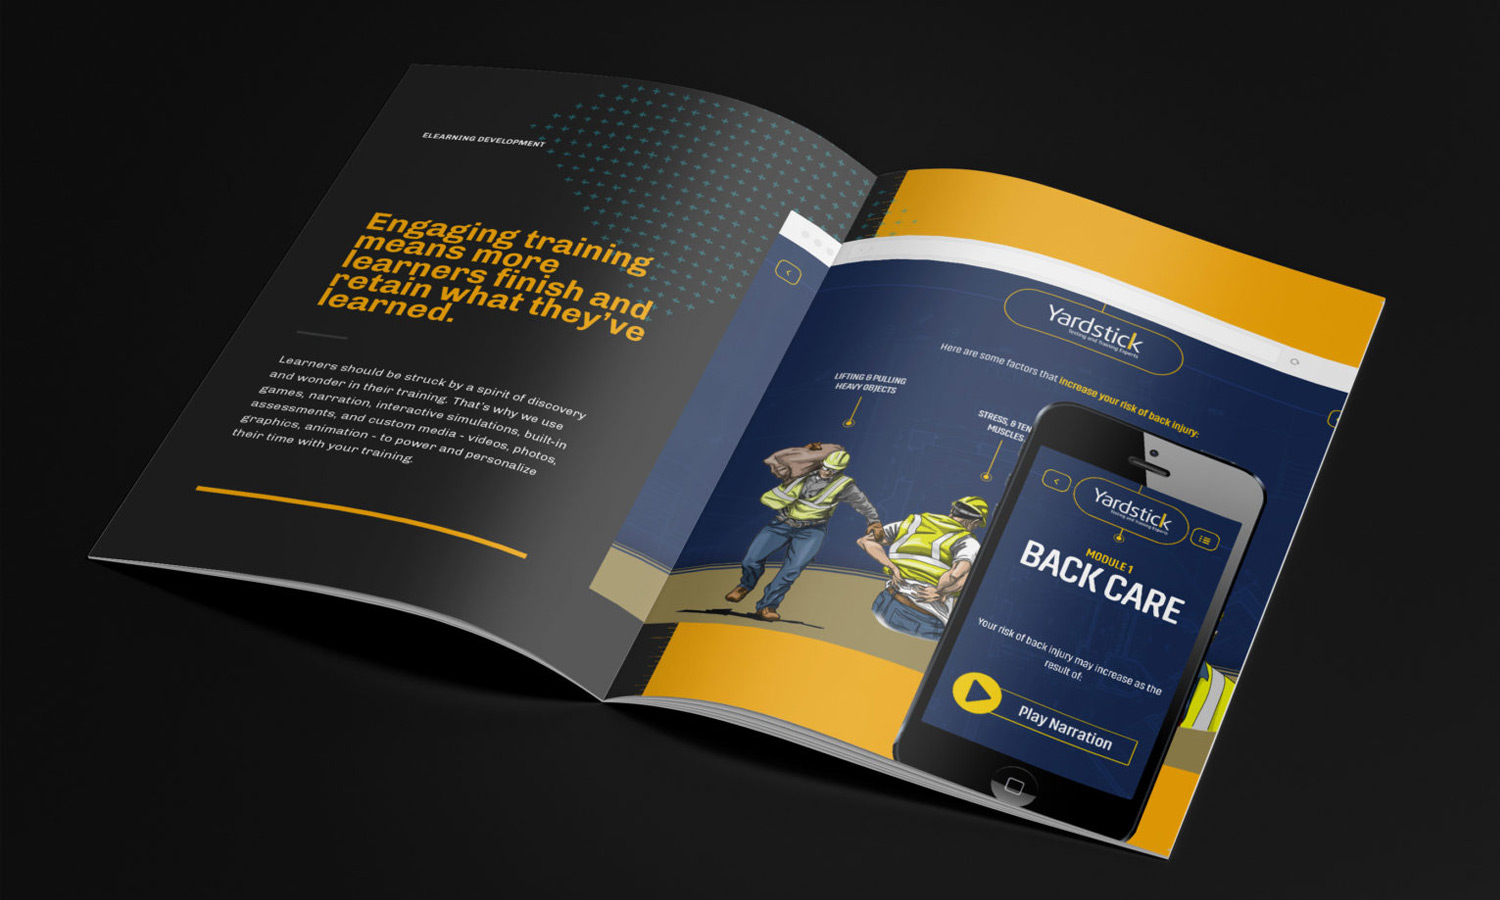 ELEARNING DEVELOPMENT
Engaging training
means more
learners finish and
retain what they've
learned.
Learners should be struck by a spirit of discovery
and wonder in their training. That's why we use
games, narration, interactive simulations, built-in
assessments, and custom media - videos, photos,
graphics, animation - to power and personalize
their time with your training.
Yardstick
Testing and Training Experts
Here are some factors that increase your risk of back injury:
LIFTING & PULLING
HEAVY OBJECTS
STRESS, & TEN
MUSCLES,
Yardstick
Testing and Training Experts
MODULE 1
BACK CARE
Your risk of back injury may increase as the
result of:
Play Narration